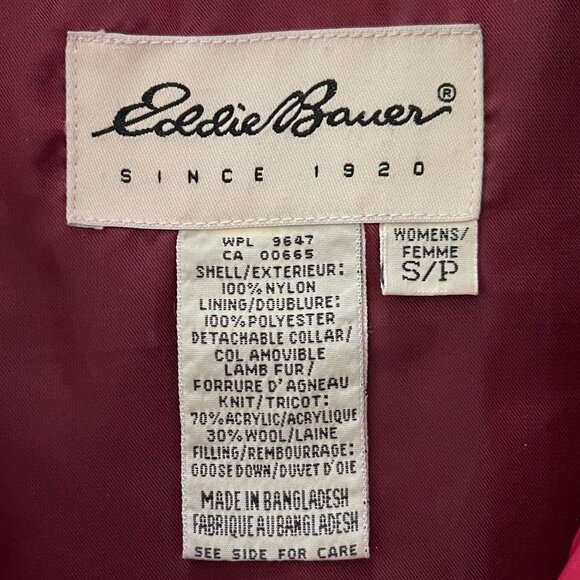 Eddie Bauer®
SINCE 1920
WPL 9647
CA 00665
SHELL/EXTERIEUR:
100% NYLON
LINING/DOUBLURE:
100% POLYESTER
DETACHABLE COLLAR/
COL AMOVIBLE
LAMB FUR/
FORRURE D'AGNEAU
KNIT/TRICOT:
70% ACRYLIC/ACRYLIQUE
30% WOOL/LAINE
FILLING/REMBOURRAGE:
GOOSE DOWN/DUVET D'OIE
MADE IN BANGLADESH
FABRIQUE AU BANGLADESH
SEE SIDE FOR CARE
WOMENS/
FEMME
S/P